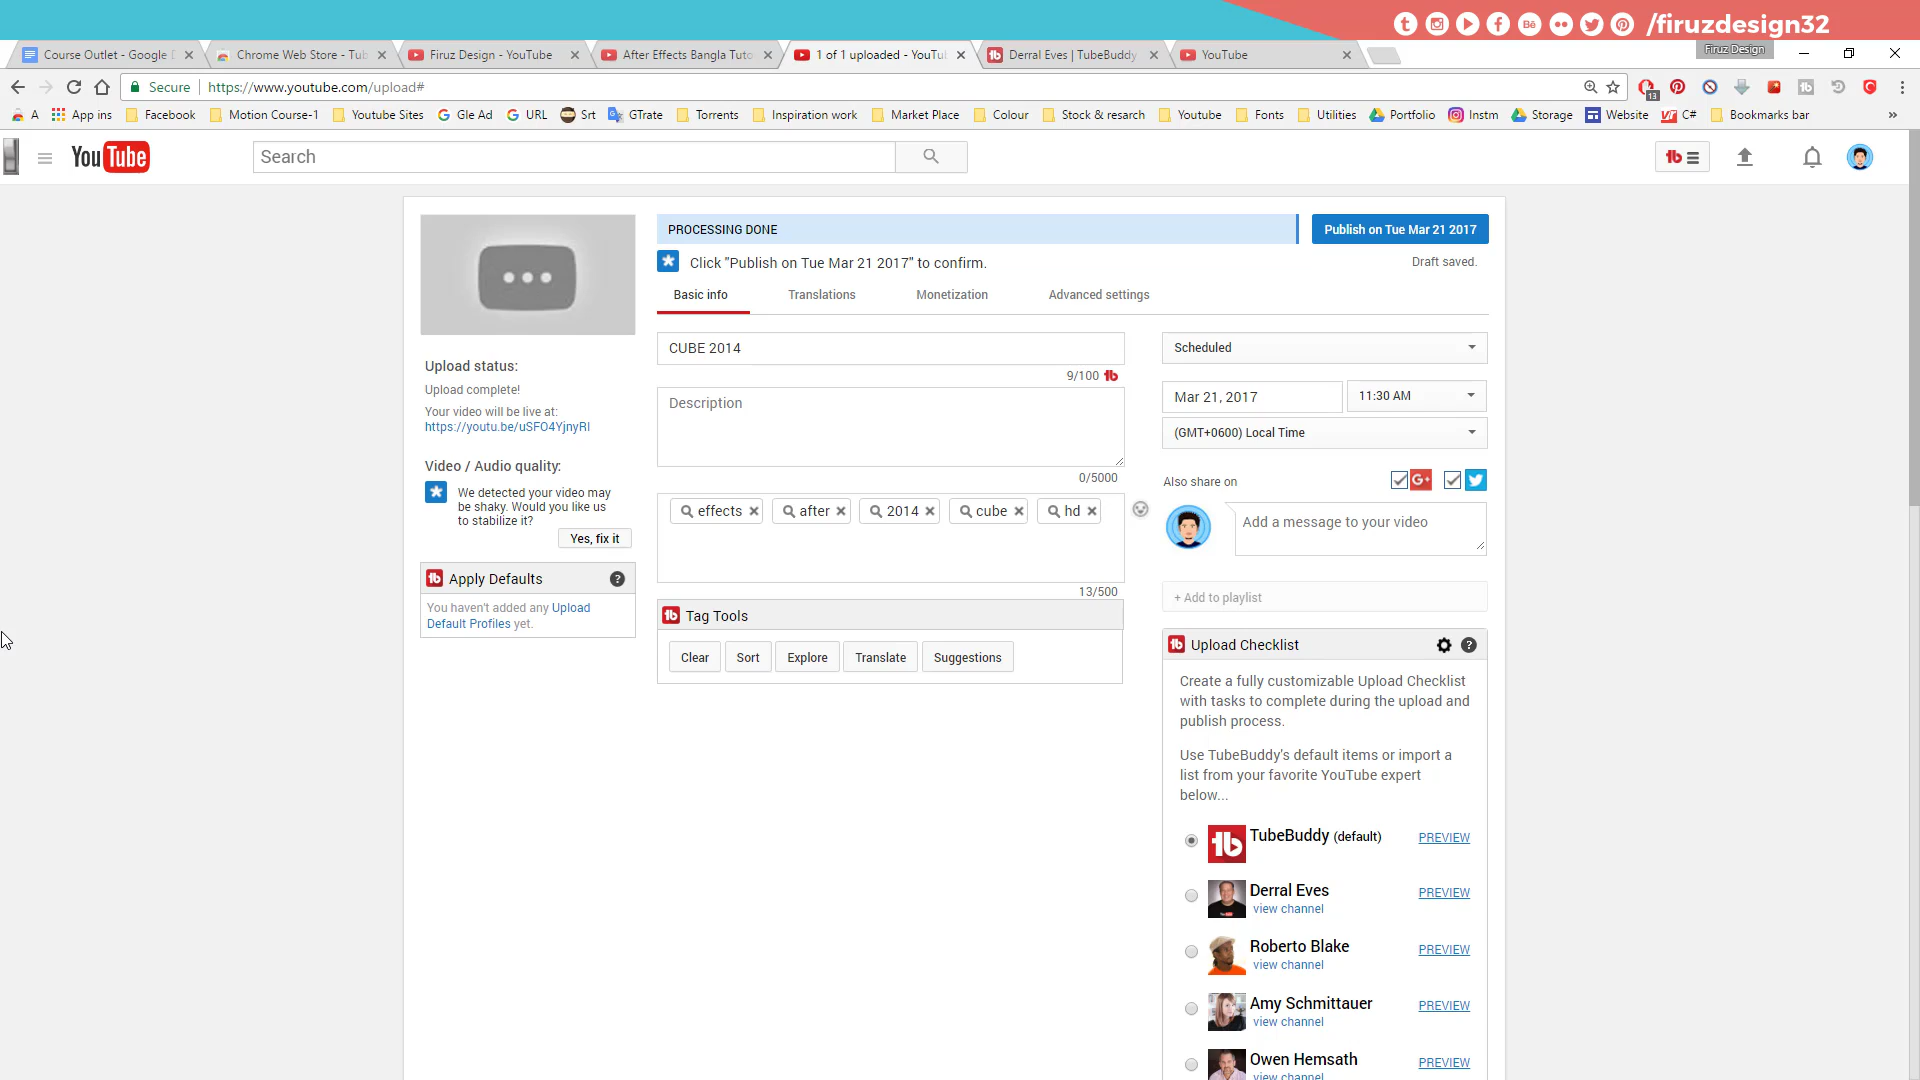 /firuzdesign32
Firuz Design
Course Outlet - Google D
Chrome Web Store - Tub
Firuz Design - YouTube
After Effects Bangla Tuto
1 of 1 uploaded - YouTu
Derral Eves | TubeBuddy
YouTube
Secure https://www.youtube.com/upload#
13
A
App ins
Facebook
Motion Course-1
Youtube Sites
Gle Ad
URL
Srt
GTrate
Torrents
Inspiration work
Market Place
Colour
Stock & resarch
Youtube
Fonts
Utilities
Portfolio
Instm
Storage
Website
C#
Bookmarks bar
YouTube
Search
PROCESSING DONE
Publish on Tue Mar 21 2017
Click "Publish on Tue Mar 21 2017" to confirm.
Draft saved.
Basic info
Translations
Monetization
Advanced settings
Upload status:
Upload complete!
Your video will be live at:
https://youtu.be/uSFO4YjnyRI
Video / Audio quality:
We detected your video may
be shaky. Would you like us
to stabilize it?
Yes, fix it
Apply Defaults
You haven't added any Upload
Default Profiles yet.
CUBE 2014
9/100
Description
0/5000
effects
after
2014
cube
hd
13/500
Tag Tools
Clear
Sort
Explore
Translate
Suggestions
Scheduled
Mar 21, 2017
11:30 AM
(GMT+0600) Local Time
Also share on
Add a message to your video
+ Add to playlist
Upload Checklist
Create a fully customizable Upload Checklist
with tasks to complete during the upload and
publish process.
Use TubeBuddy's default items or import a
list from your favorite YouTube expert
below...
TubeBuddy (default)
PREVIEW
Derral Eves
view channel
PREVIEW
Roberto Blake
view channel
PREVIEW
Amy Schmittauer
view channel
PREVIEW
Owen Hemsath
view channel
PREVIEW